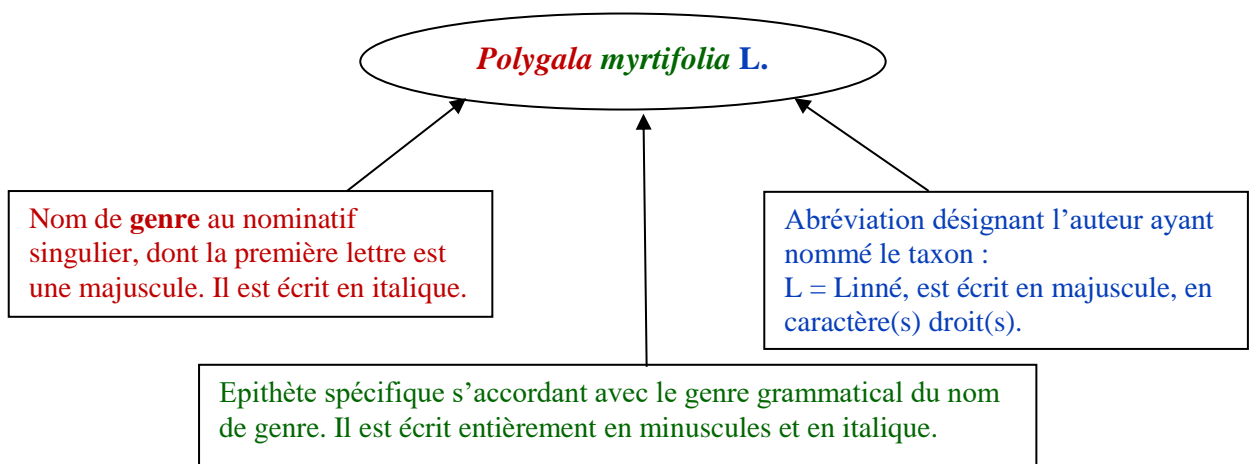 Polygala myrtifolia L.
Nom de genre au nominatif
singulier, dont la première lettre est
une majuscule. Il est écrit en italique.
Abréviation désignant l’auteur ayant
nommé le taxon :
L = Linné, est écrit en majuscule, en
caractère(s) droit(s).
Epithète spécifique s’accordant avec le genre grammatical du nom
de genre. Il est écrit entièrement en minuscules et en italique.